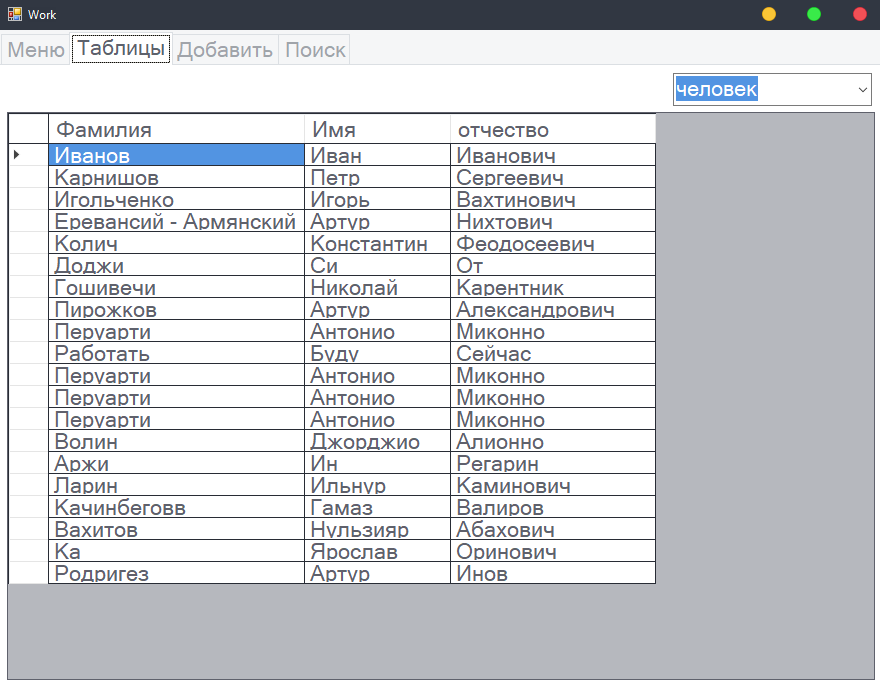 Work
Меню Таблицы Добавить Поиск
человек
Фамилия Имя отчество
Иванов Иван Иванович
Карнишов Петр Сергеевич
Игольченко Игорь Вахтинович
Еревансий - Армянский Артур Нихтович
Колич Константин Феодосеевич
Доджи Си От
Гошивечи Николай Карентник
Пирожков Артур Александрович
Перуарти Антонио Миконно
Работать Буду Сейчас
Перуарти Антонио Миконно
Перуарти Антонио Миконно
Перуарти Антонио Миконно
Волин Джорджио Алионно
Аржи Ин Регарин
Ларин Ильнур Каминович
Качинбеговв Гамаз Валиров
Вахитов Нульзияр Абахович
Ка Ярослав Оринович
Родригез Артур Инов